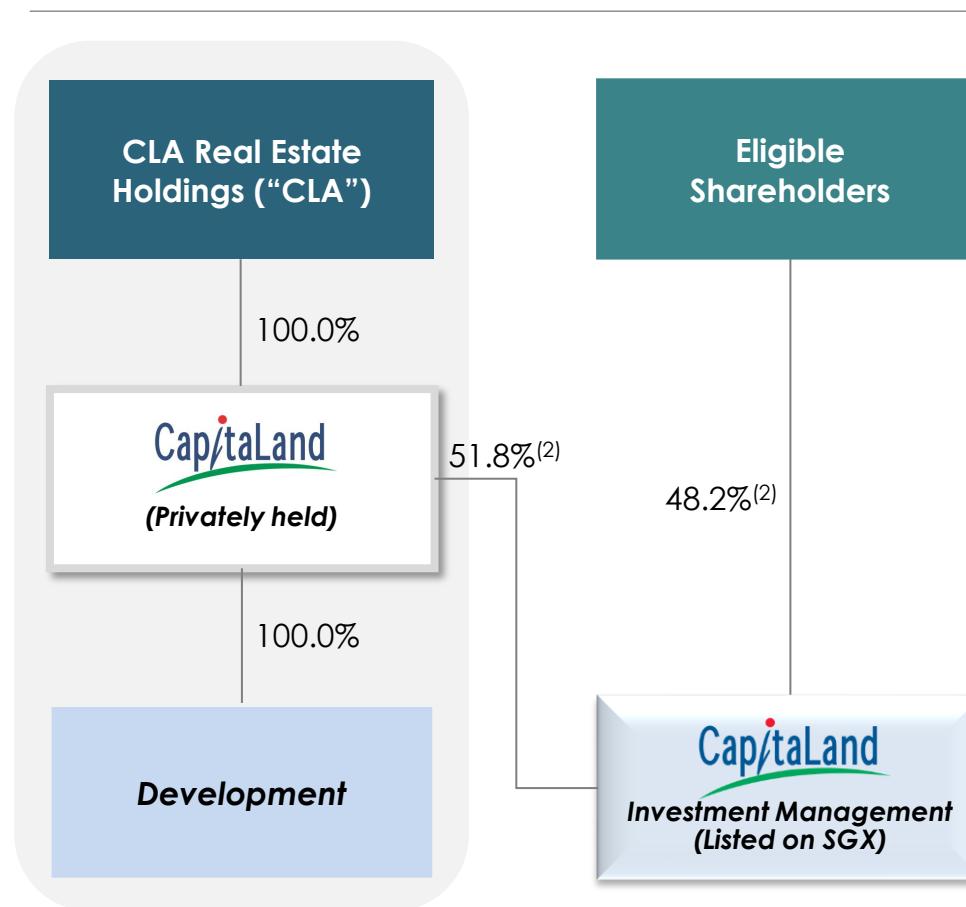 CLA Real Estate
Holdings (“CLA”)
Eligible
Shareholders
100.0%
CapitaLand
(Privately held)
51.8%(2)
48.2%(2)
100.0%
Development
CapitaLand
Investment Management
(Listed on SGX)